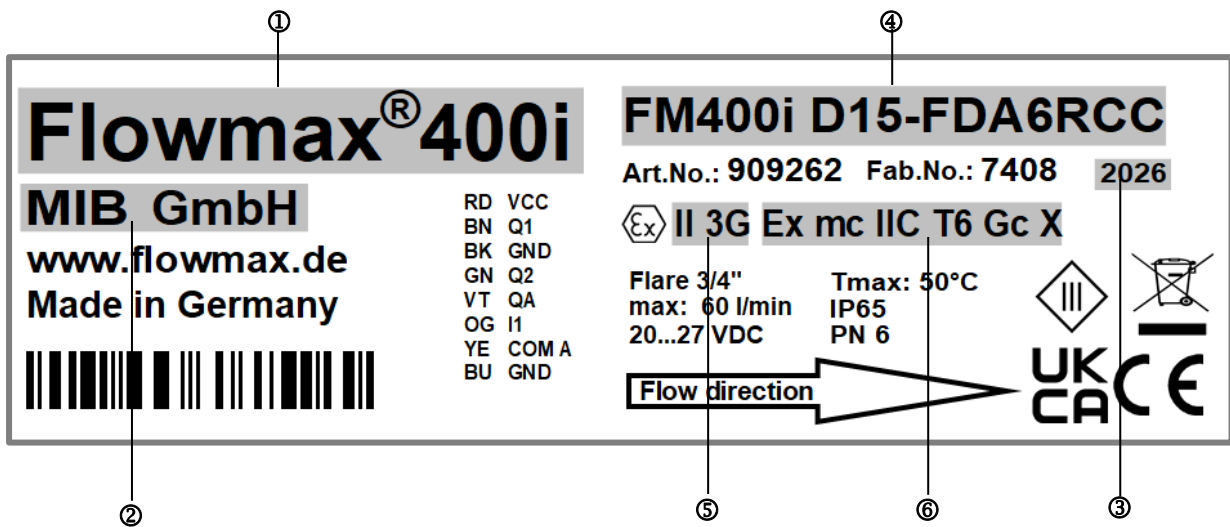 ① ④
Flowmax®400i
MIB GmbH
www.flowmax.de
Made in Germany
RD VCC
BN Q1
BK GND
GN Q2
VT QA
OG I1
YE COM A
BU GND
FM400i D15-FDA6RCC
Art.No.: 909262 Fab.No.: 7408 2026
Ex II 3G Ex mc IIC T6 Gc X
Flare 3/4" Tmax: 50°C
max: 60 l/min IP65
20...27 VDC PN 6
III
Flow direction
UK
CA CE
② ⑤ ⑥ ③